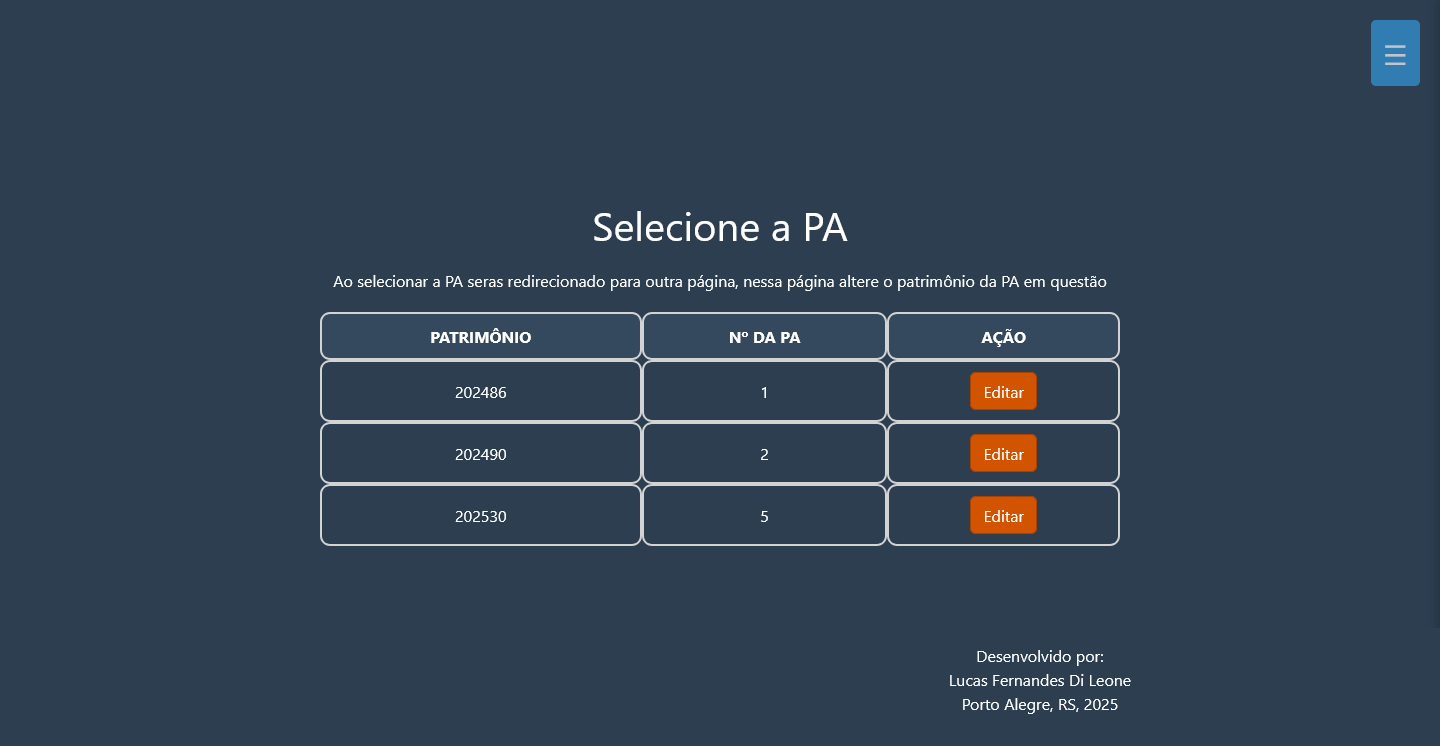 Selecione a PA
Ao selecionar a PA seras redirecionado para outra página, nessa página altere o patrimônio da PA em questão
PATRIMÔNIO Nº DA PA AÇÃO
202486 1 Editar
202490 2 Editar
202530 5 Editar
Desenvolvido por:
Lucas Fernandes Di Leone
Porto Alegre, RS, 2025